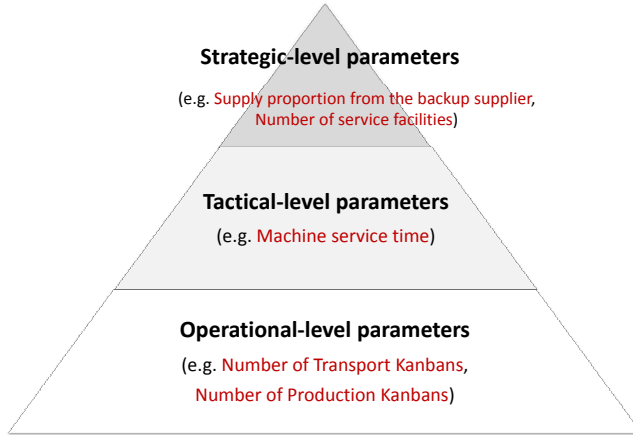 Strategic-level parameters
(e.g. Supply proportion from the backup supplier,
Number of service facilities)
Tactical-level parameters
(e.g. Machine service time)
Operational-level parameters
(e.g. Number of Transport Kanbans,
Number of Production Kanbans)